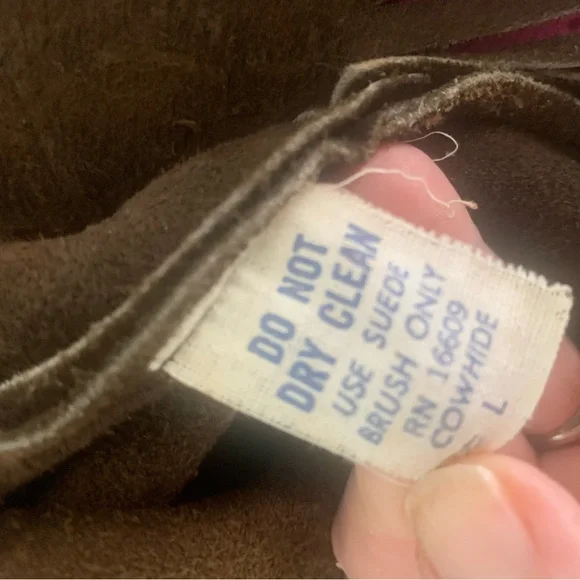 DO NOT
DRY CLEAN
USE SUEDE
BRUSH ONLY
RN 16609
COWHIDE
L